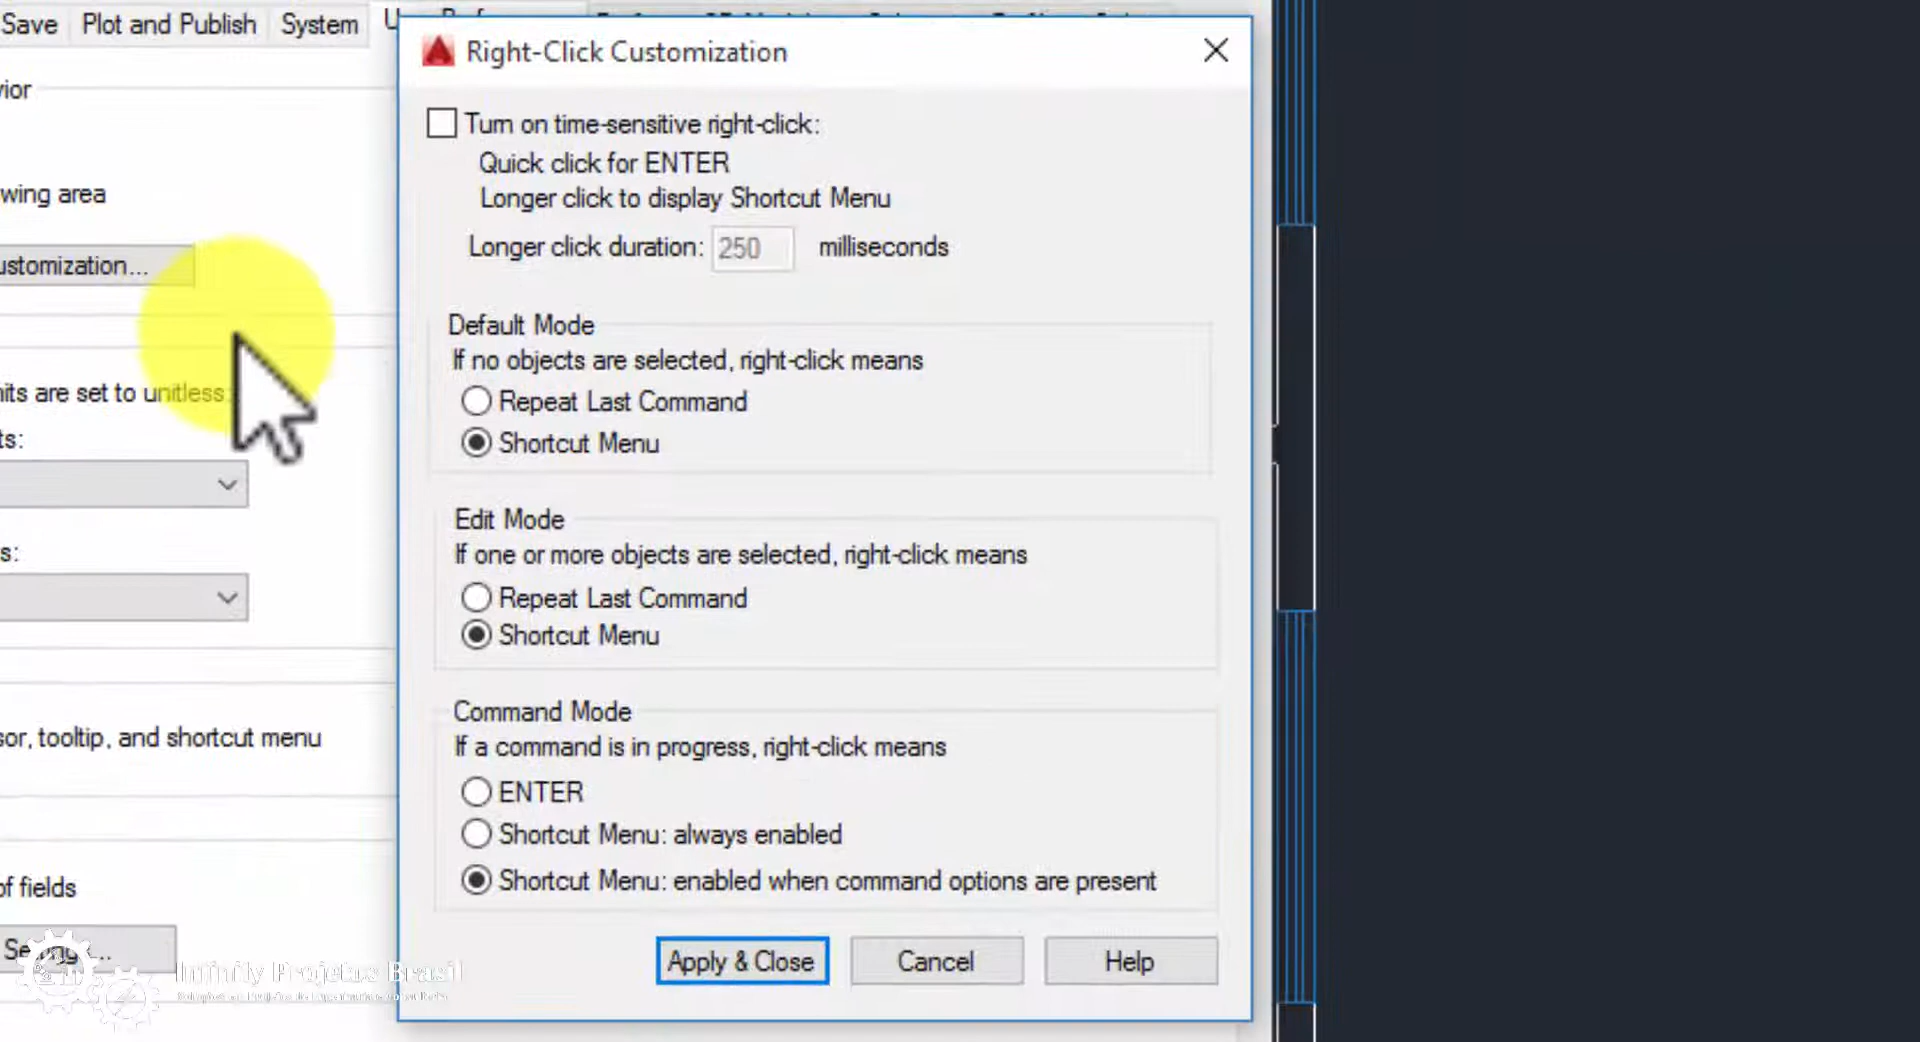 Save
Plot and Publish
System
Right-Click Customization
Turn on time-sensitive right-click:
Quick click for ENTER
Longer click to display Shortcut Menu
Longer click duration: 250 milliseconds
Default Mode
If no objects are selected, right-click means
Repeat Last Command
Shortcut Menu
Edit Mode
If one or more objects are selected, right-click means
Repeat Last Command
Shortcut Menu
Command Mode
If a command is in progress, right-click means
ENTER
Shortcut Menu: always enabled
Shortcut Menu: enabled when command options are present
Apply & Close
Cancel
Help
vior
wing area
ustomization...
nits are set to unitless:
ts:
s:
sor, tooltip, and shortcut menu
of fields
Infinity Projetos Brasil